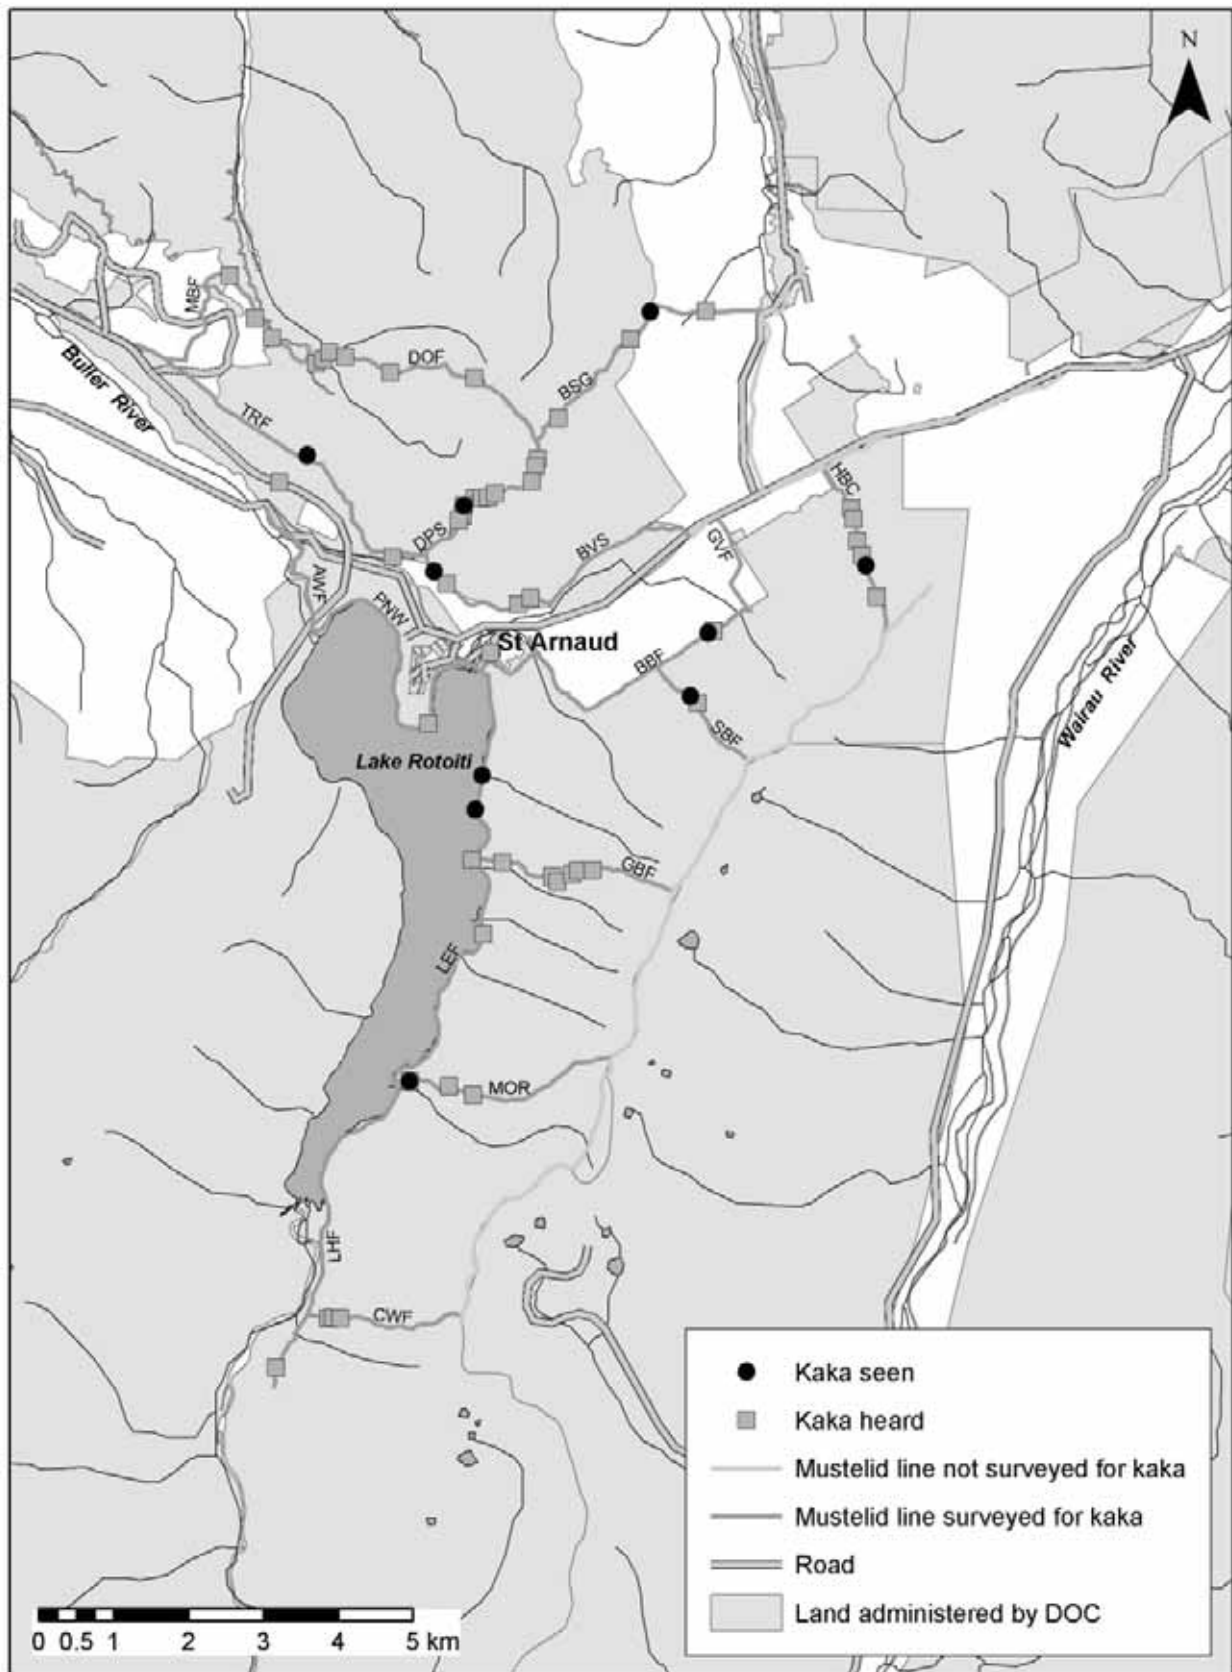 N
MBF
DOF
BSG
Buller River
TRF
HBC
DPS
BVS
GVF
AWF
PNW
St Arnaud
BBF
Wairau River
SBF
Lake Rotoiti
GBF
LEF
MOR
LHF
CWF
Kaka seen
Kaka heard
Mustelid line not surveyed for kaka
Mustelid line surveyed for kaka
Road
Land administered by DOC
0 0.5 1 2 3 4 5 km